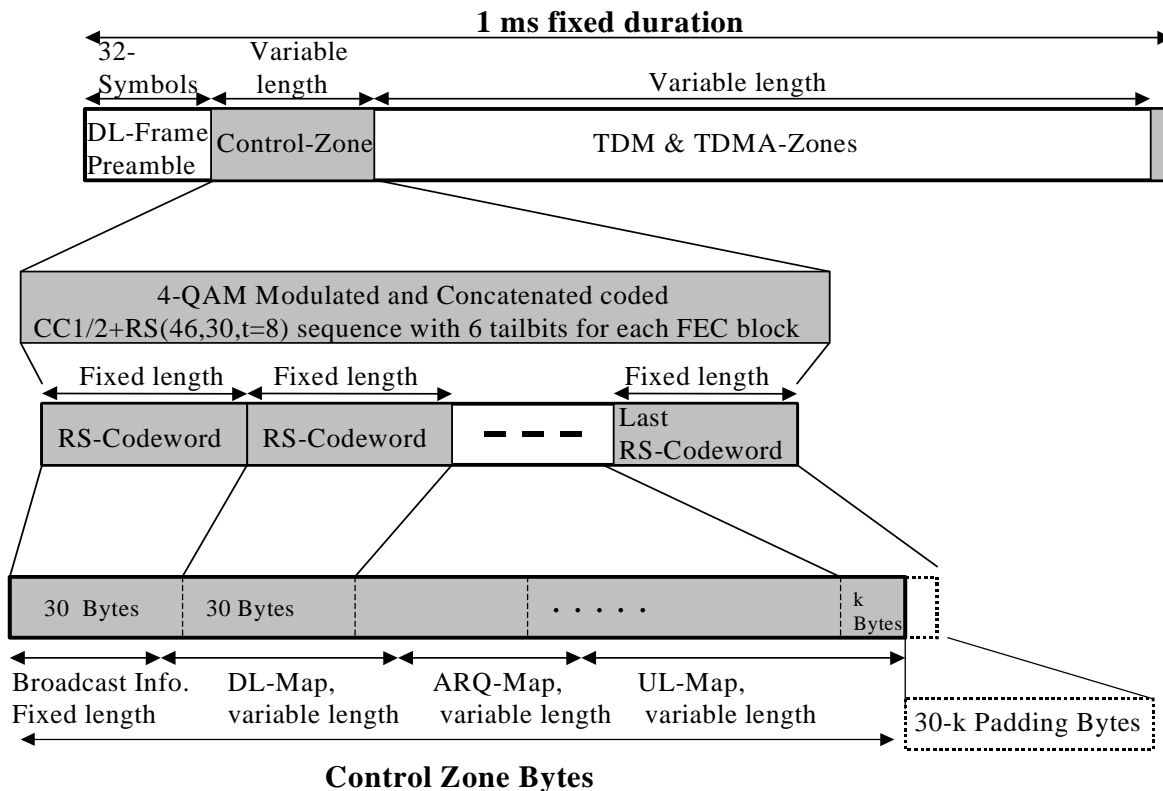 1 ms fixed duration
32-
Symbols
Variable
length
Variable length
DL-Frame
Preamble
Control-Zone
TDM & TDMA-Zones
4-QAM Modulated and Concatenated coded
CC1/2+RS(46,30,t=8) sequence with 6 tailbits for each FEC block
Fixed length
Fixed length
Fixed length
RS-Codeword
RS-Codeword
Last
RS-Codeword
30 Bytes
30 Bytes
. . . . .
k
Bytes
Broadcast Info.
Fixed length
DL-Map,
variable length
ARQ-Map,
variable length
UL-Map,
variable length
30-k Padding Bytes
Control Zone Bytes